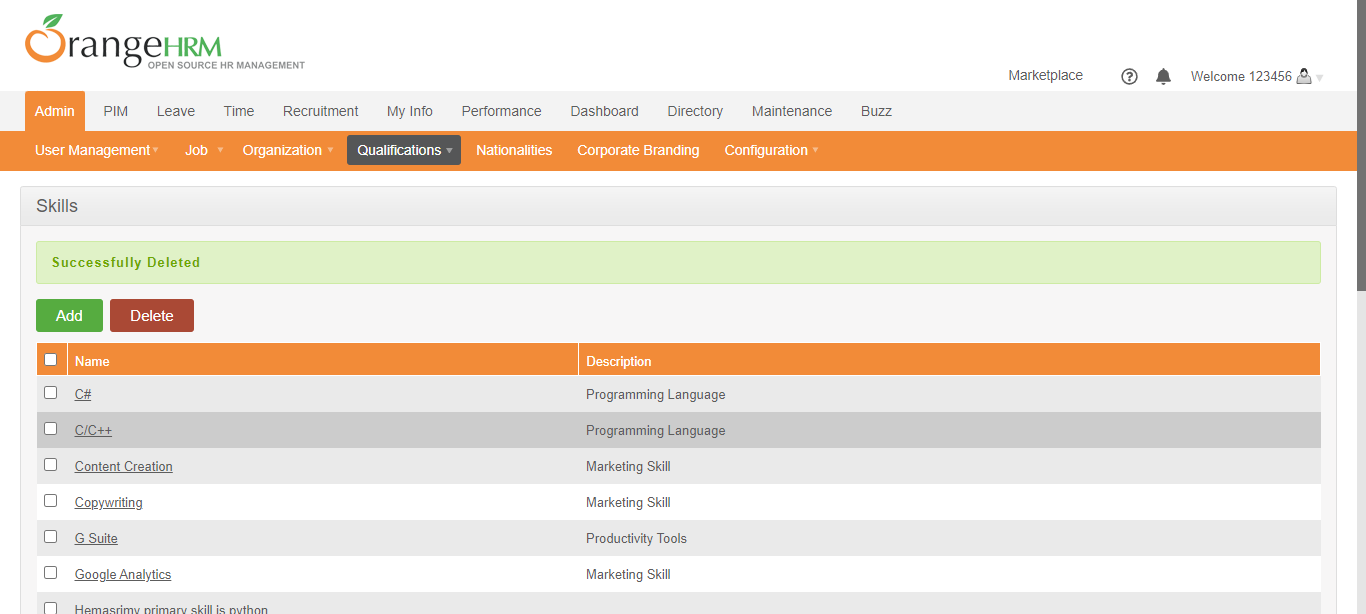 OrangeHRM
OPEN SOURCE HR MANAGEMENT
Marketplace ? Welcome 123456
Admin PIM Leave Time Recruitment My Info Performance Dashboard Directory Maintenance Buzz
User Management Job Organization Qualifications Nationalities Corporate Branding Configuration
Skills
Successfully Deleted
Add Delete
Name Description
C# Programming Language
C/C++ Programming Language
Content Creation Marketing Skill
Copywriting Marketing Skill
G Suite Productivity Tools
Google Analytics Marketing Skill
Hemasrimy primary skill is python